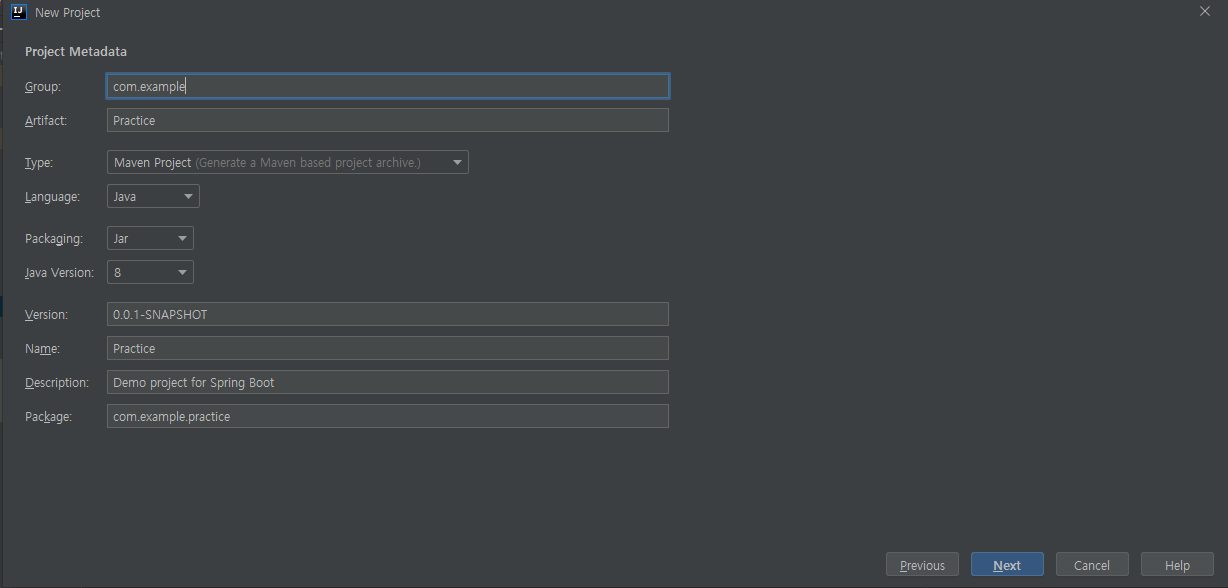 IJ New Project
Project Metadata
Group: com.example
Artifact: Practice
Type: Maven Project (Generate a Maven based project archive.)
Language: Java
Packaging: Jar
Java Version: 8
Version: 0.0.1-SNAPSHOT
Name: Practice
Description: Demo project for Spring Boot
Package: com.example.practice
Previous Next Cancel Help